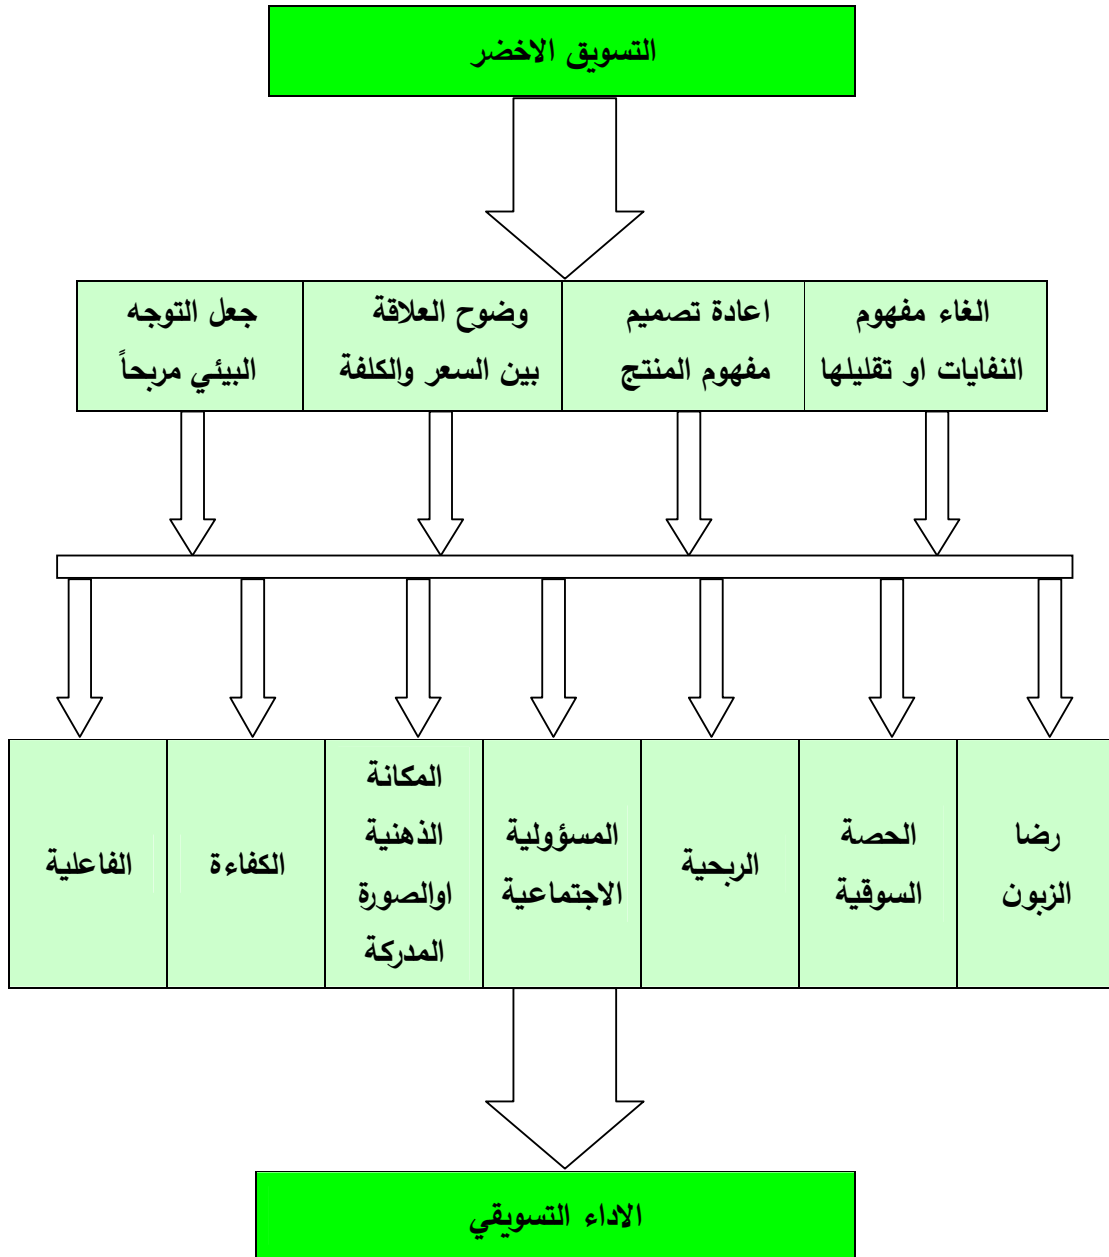 التسويق الاخضر
الغاء مفهوم
النفايات او تقليلها
اعادة تصميم
مفهوم المنتج
وضوح العلاقة
بين السعر والكلفة
جعل التوجه
البيئي مربحاً
رضا
الزبون
الحصة
السوقية
الربحية
المسؤولية
الاجتماعية
المكانة
الذهنية
اوالصورة
المدركة
الكفاءة
الفاعلية
الاداء التسويقي